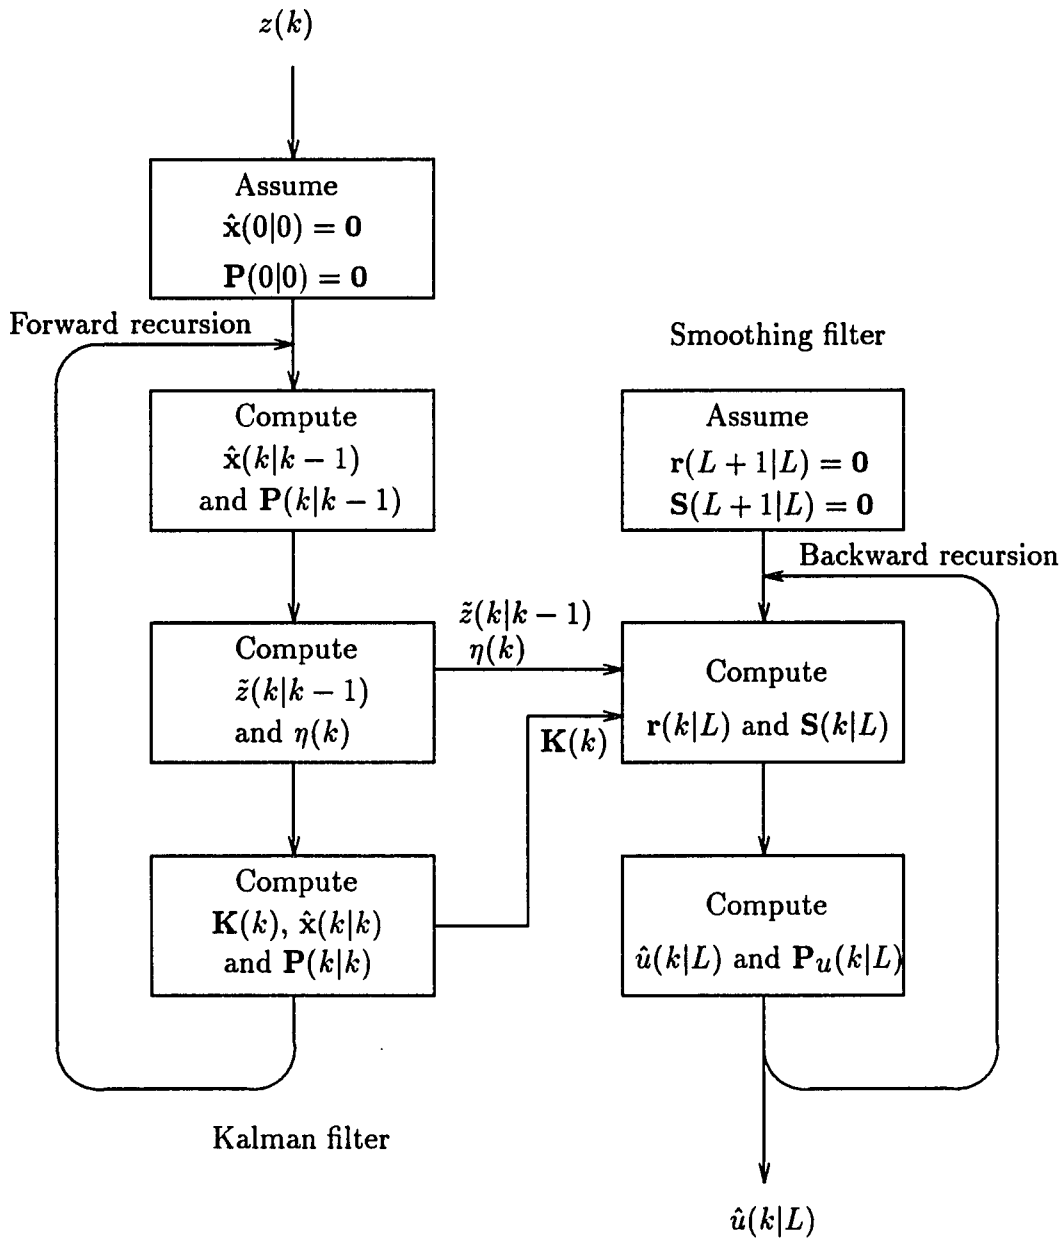 z(k)
Assume
x̂(0|0) = 0
P(0|0) = 0
Forward recursion
Compute
x̂(k|k − 1)
and P(k|k − 1)
Compute
z̃(k|k − 1)
and η(k)
z̃(k|k − 1)
η(k)
K(k)
Compute
K(k), x̂(k|k)
and P(k|k)
Kalman filter
Smoothing filter
Assume
r(L + 1|L) = 0
S(L + 1|L) = 0
Backward recursion
Compute
r(k|L) and S(k|L)
Compute
û(k|L) and Pu(k|L)
û(k|L)